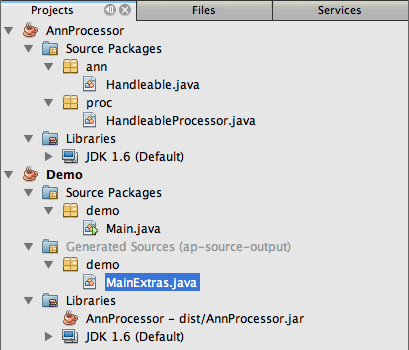 Projects Files Services
AnnProcessor
Source Packages
ann
Handleable.java
proc
HandleableProcessor.java
Libraries
JDK 1.6 (Default)
Demo
Source Packages
demo
Main.java
Generated Sources (ap-source-output)
demo
MainExtras.java
Libraries
AnnProcessor - dist/AnnProcessor.jar
JDK 1.6 (Default)